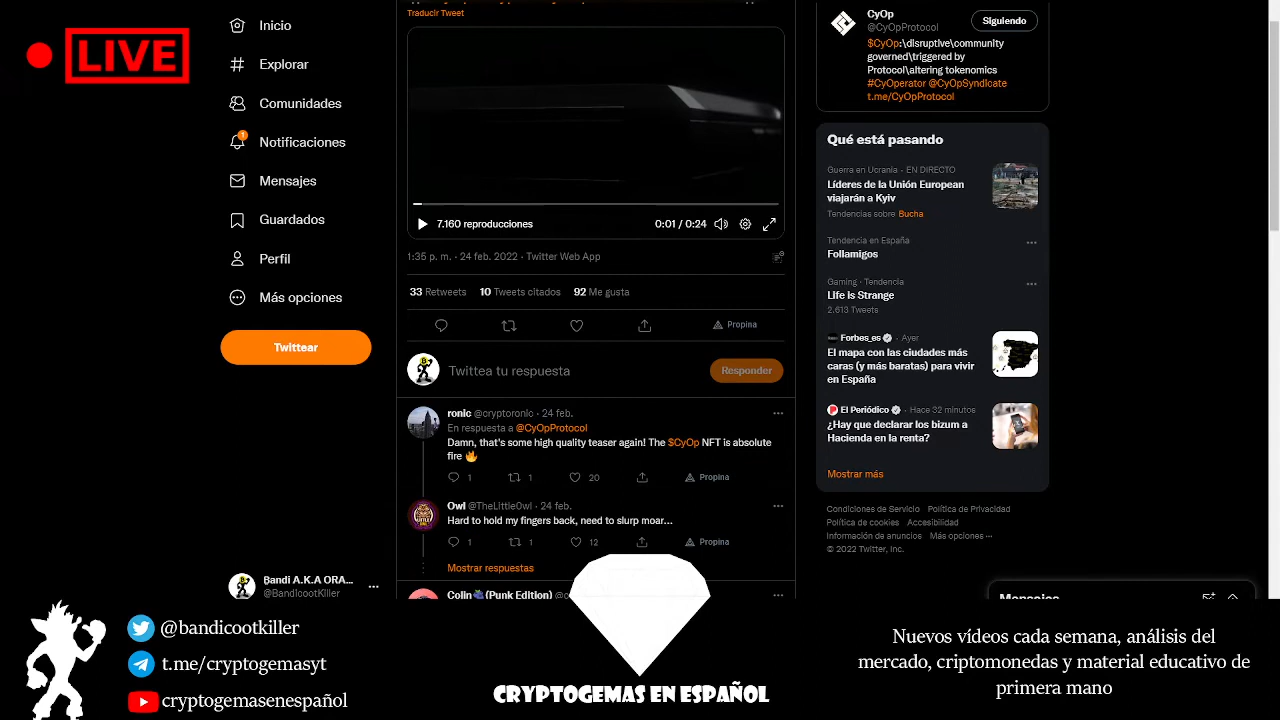 LIVE
Inicio
Explorar
Comunidades
1
Notificaciones
Mensajes
Guardados
Perfil
Más opciones
Twittear
Bandi A.K.A ORA...
@BandicootKiller
Traducir Tweet
7.160 reproducciones
0:01 / 0:24
1:35 p. m. · 24 feb. 2022 · Twitter Web App
33 Retweets 10 Tweets citados 92 Me gusta
Propina
Twittea tu respuesta
Responder
ronic @cryptoronic · 24 feb.
En respuesta a @CyOpProtocol
Damn, that's some high quality teaser again! The $CyOp NFT is absolute
fire 🔥
1 1 20 Propina
Owl @TheLittleOwl · 24 feb.
Hard to hold my fingers back, need to slurp moar...
1 1 12 Propina
Mostrar respuestas
Colin🍇(Punk Edition)
CyOp
@CyOpProtocol
Siguiendo
$CyOp:\disruptive\community
governed\triggered by
Protocol\altering tokenomics
#CyOperator @CyOpSyndicate
t.me/CyOpProtocol
Qué está pasando
Guerra en Ucrania · EN DIRECTO
Líderes de la Unión European
viajarán a Kyiv
Tendencias sobre Bucha
Tendencia en España
Follamigos
Gaming · Tendencia
Life is Strange
2.613 Tweets
Forbes_es · Ayer
El mapa con las ciudades más
caras (y más baratas) para vivir
en España
El Periódico · Hace 32 minutos
¿Hay que declarar los bizum a
Hacienda en la renta?
Mostrar más
Condiciones de Servicio Política de Privacidad
Política de cookies Accesibilidad
Información de anuncios Más opciones ···
© 2022 Twitter, Inc.
Mensajes
@bandicootkiller
t.me/cryptogemasyt
cryptogemasenespañol
CRYPTOGEMAS EN ESPAÑOL
Nuevos vídeos cada semana, análisis del
mercado, criptomonedas y material educativo de
primera mano